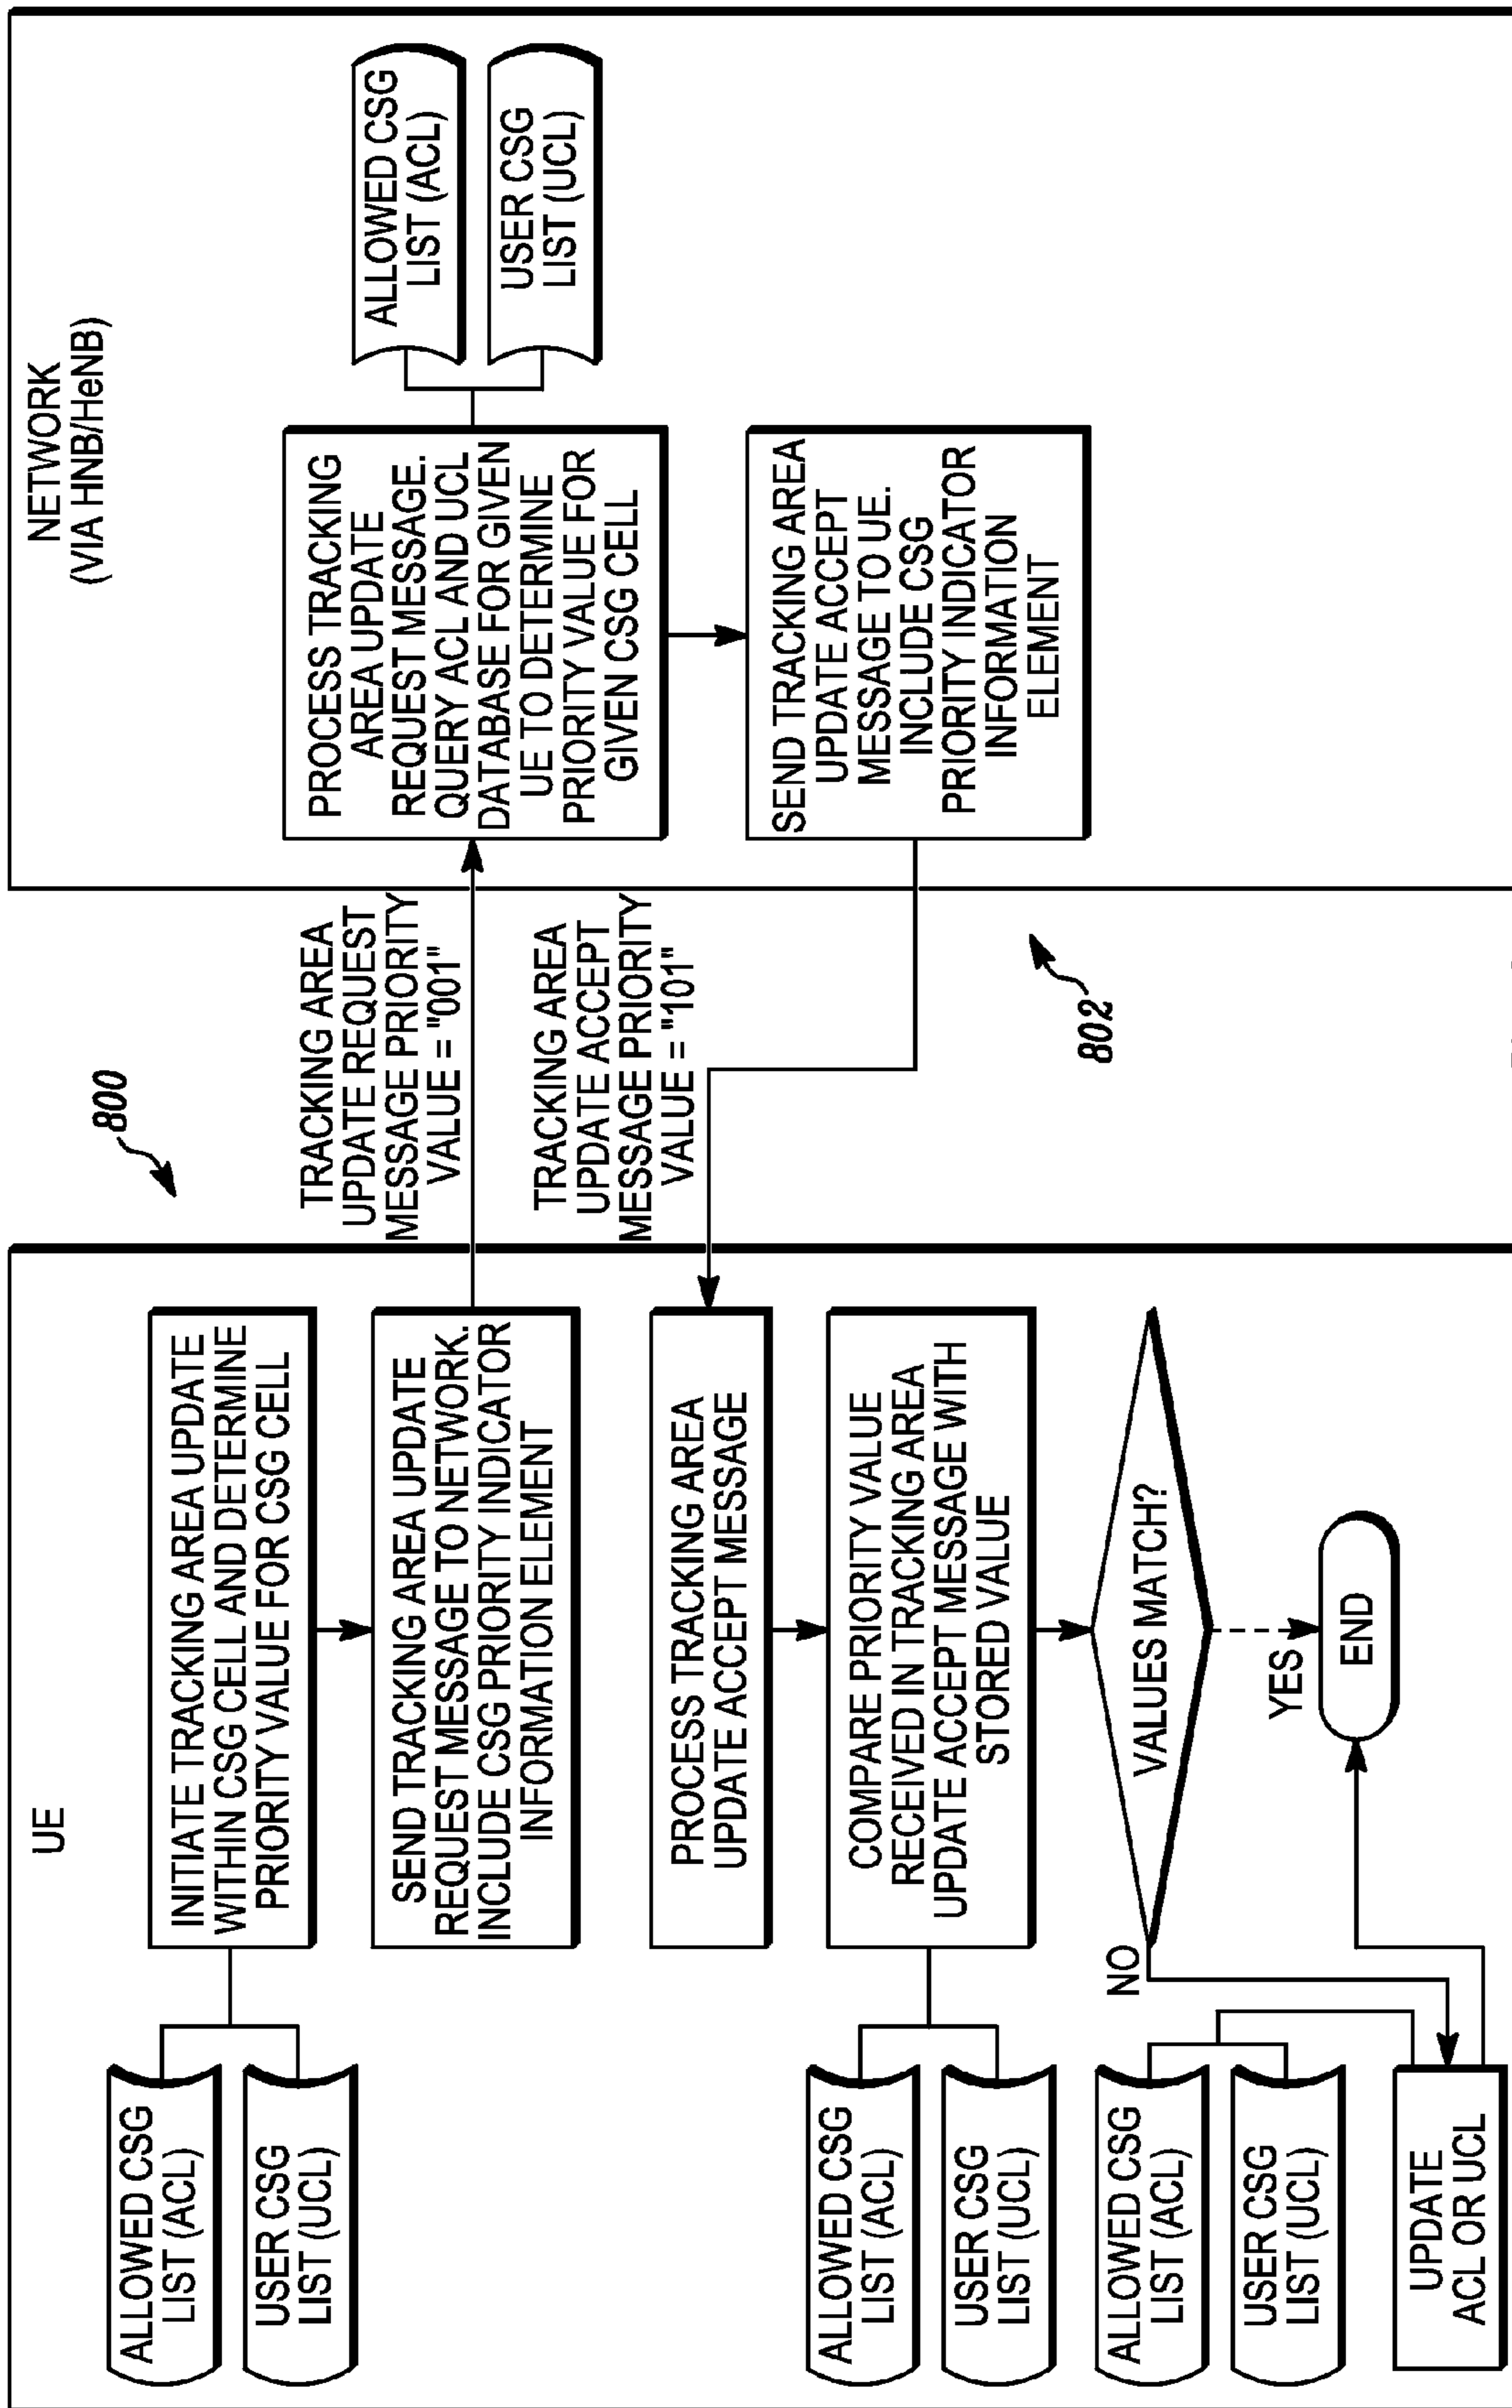 UE
ALLOWED CSG
LIST (ACL)
USER CSG
LIST (UCL)
INITIATE TRACKING AREA UPDATE
WITHIN CSG CELL AND DETERMINE
PRIORITY VALUE FOR CSG CELL
SEND TRACKING AREA UPDATE
REQUEST MESSAGE TO NETWORK.
INCLUDE CSG PRIORITY INDICATOR
INFORMATION ELEMENT
800
TRACKING AREA
UPDATE REQUEST
MESSAGE PRIORITY
VALUE = "001"
NETWORK
(VIA HNB/HeNB)
PROCESS TRACKING
AREA UPDATE
REQUEST MESSAGE.
QUERY ACL AND UCL
DATABASE FOR GIVEN
UE TO DETERMINE
PRIORITY VALUE FOR
GIVEN CSG CELL
ALLOWED CSG
LIST (ACL)
USER CSG
LIST (UCL)
SEND TRACKING AREA
UPDATE ACCEPT
MESSAGE TO UE.
INCLUDE CSG
PRIORITY INDICATOR
INFORMATION
ELEMENT
TRACKING AREA
UPDATE ACCEPT
MESSAGE PRIORITY
VALUE = "101"
802
PROCESS TRACKING AREA
UPDATE ACCEPT MESSAGE
ALLOWED CSG
LIST (ACL)
USER CSG
LIST (UCL)
COMPARE PRIORITY VALUE
RECEIVED IN TRACKING AREA
UPDATE ACCEPT MESSAGE WITH
STORED VALUE
VALUES MATCH?
NO
YES
ALLOWED CSG
LIST (ACL)
USER CSG
LIST (UCL)
UPDATE
ACL OR UCL
END